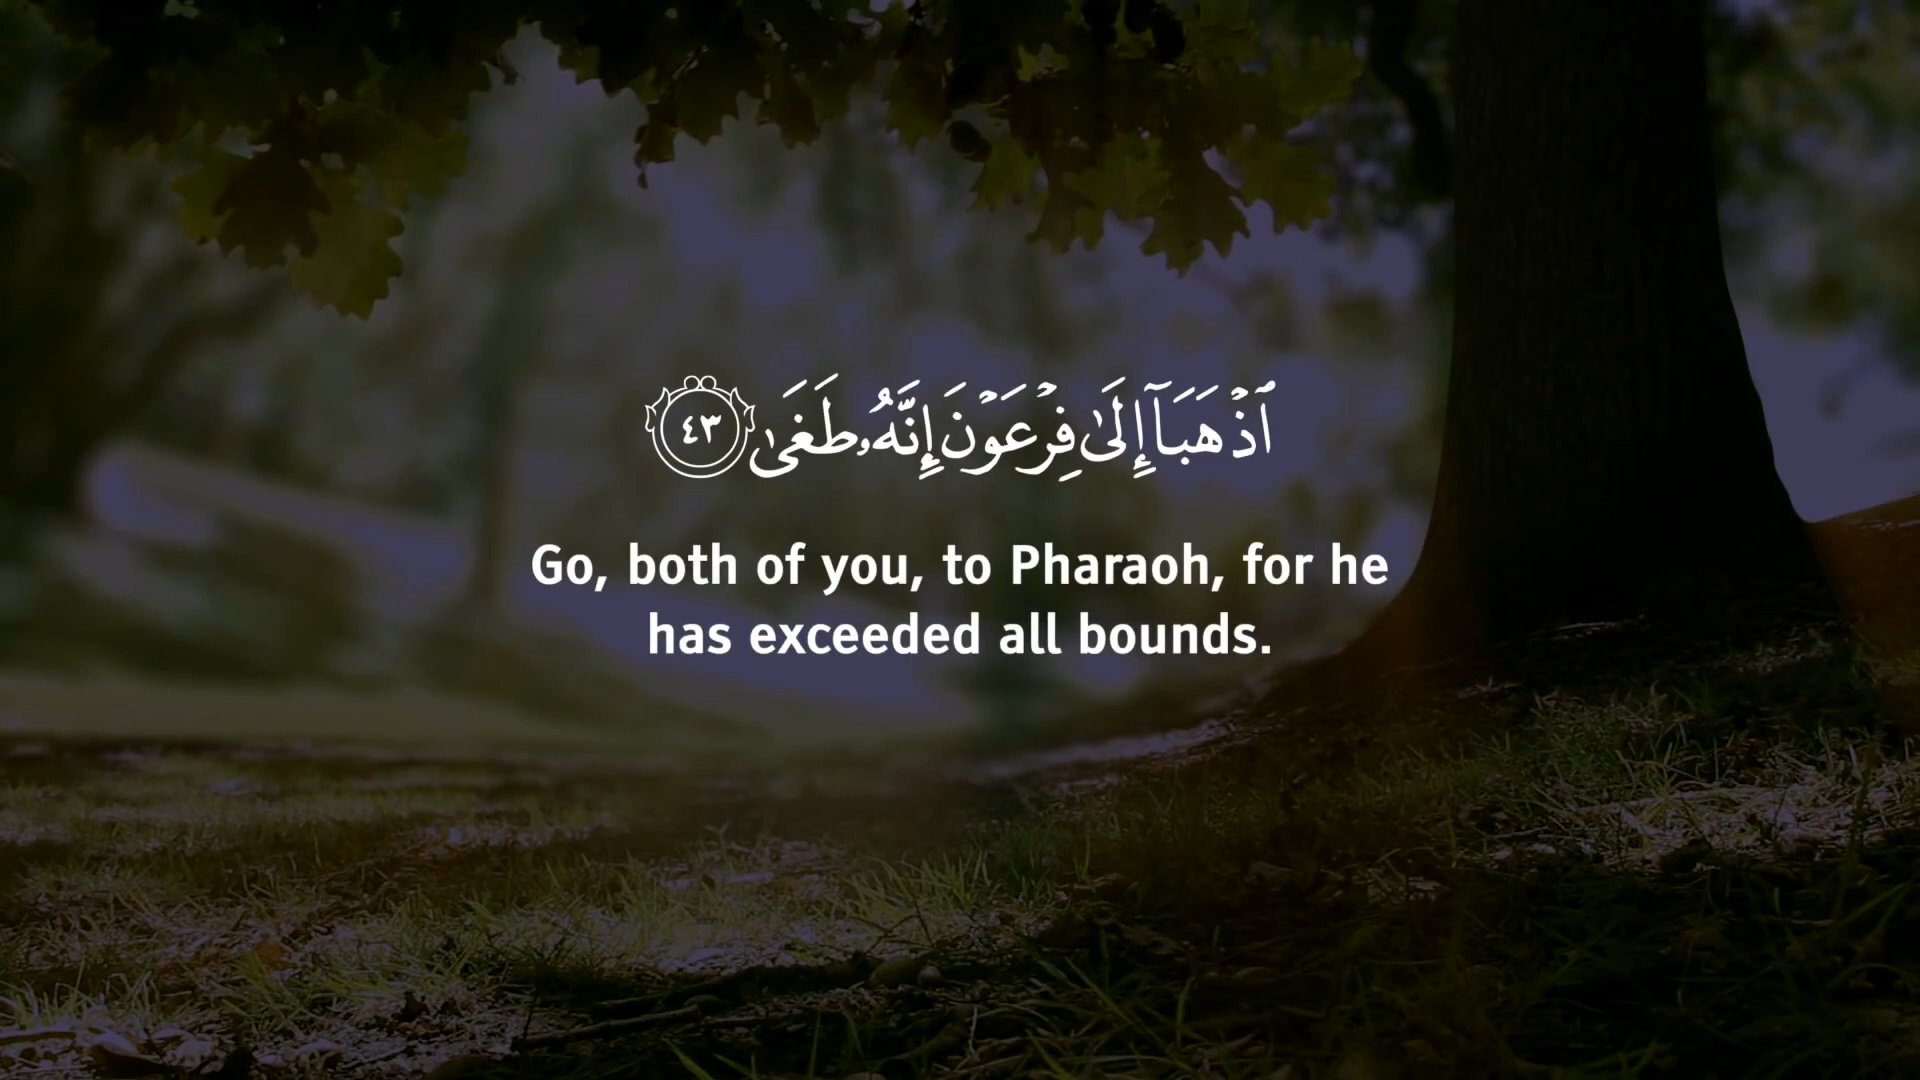 ٱذۡهَبَآ إِلَىٰ فِرۡعَوۡنَ إِنَّهُۥ طَغَىٰ ٤٣
Go, both of you, to Pharaoh, for he
has exceeded all bounds.